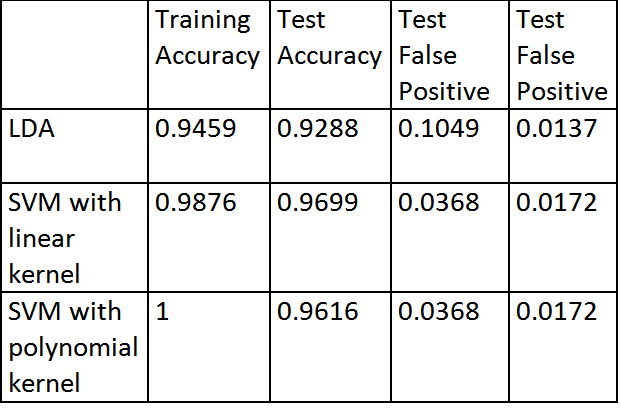 Training Accuracy Test Accuracy Test False Positive Test False Positive
LDA 0.9459 0.9288 0.1049 0.0137
SVM with linear kernel 0.9876 0.9699 0.0368 0.0172
SVM with polynomial kernel 1 0.9616 0.0368 0.0172